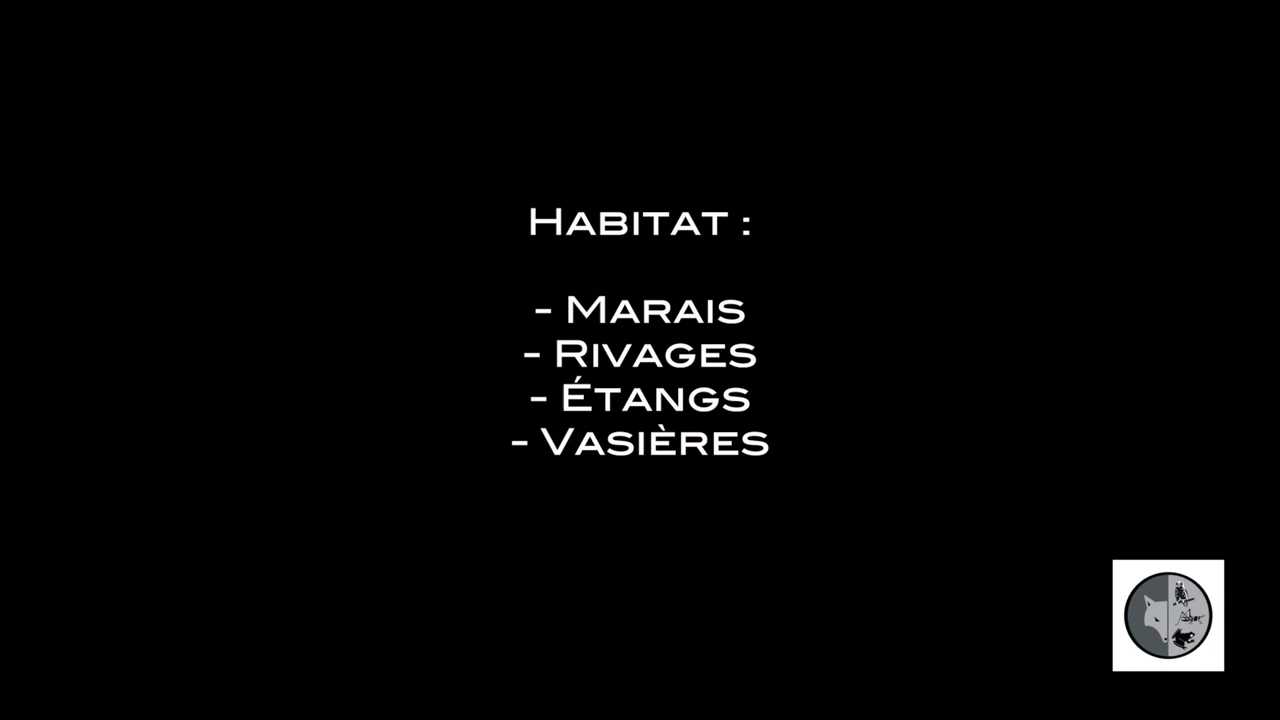 Habitat :
- Marais
- Rivages
- Étangs
- Vasières